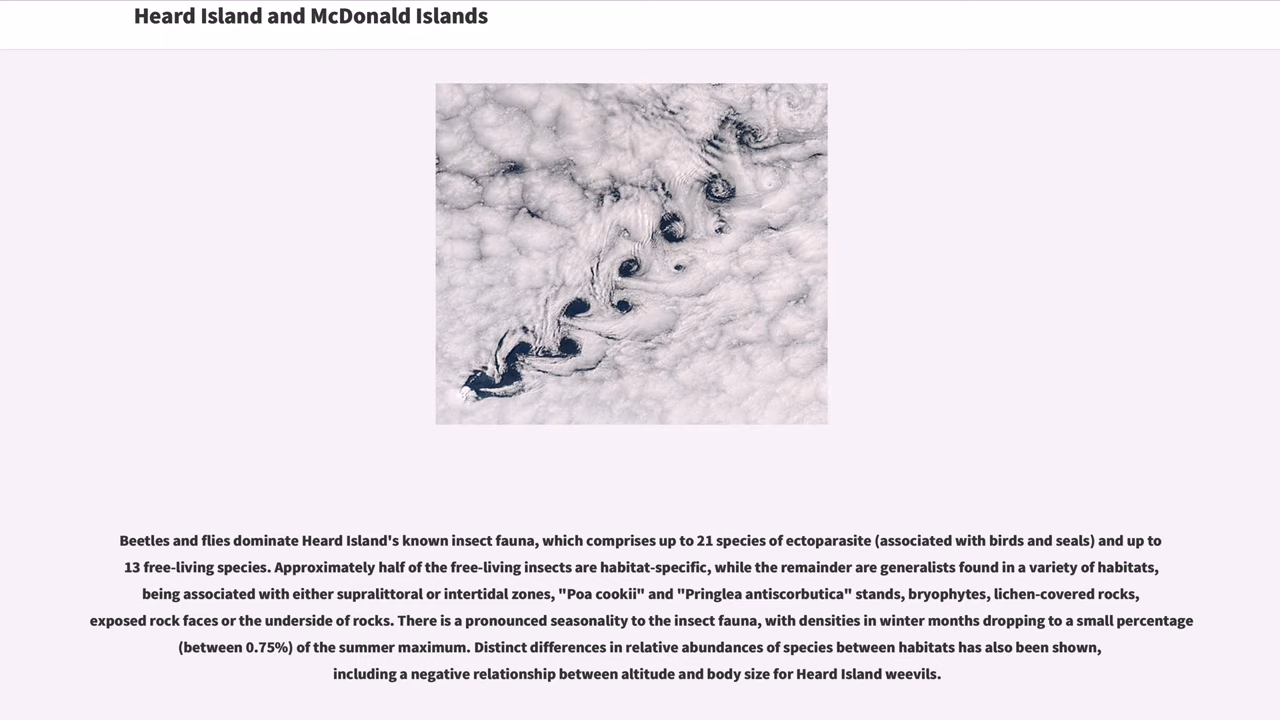 Heard Island and McDonald Islands
Beetles and flies dominate Heard Island's known insect fauna, which comprises up to 21 species of ectoparasite (associated with birds and seals) and up to
13 free-living species. Approximately half of the free-living insects are habitat-specific, while the remainder are generalists found in a variety of habitats,
being associated with either supralittoral or intertidal zones, "Poa cookii" and "Pringlea antiscorbutica" stands, bryophytes, lichen-covered rocks,
exposed rock faces or the underside of rocks. There is a pronounced seasonality to the insect fauna, with densities in winter months dropping to a small percentage
(between 0.75%) of the summer maximum. Distinct differences in relative abundances of species between habitats has also been shown,
including a negative relationship between altitude and body size for Heard Island weevils.